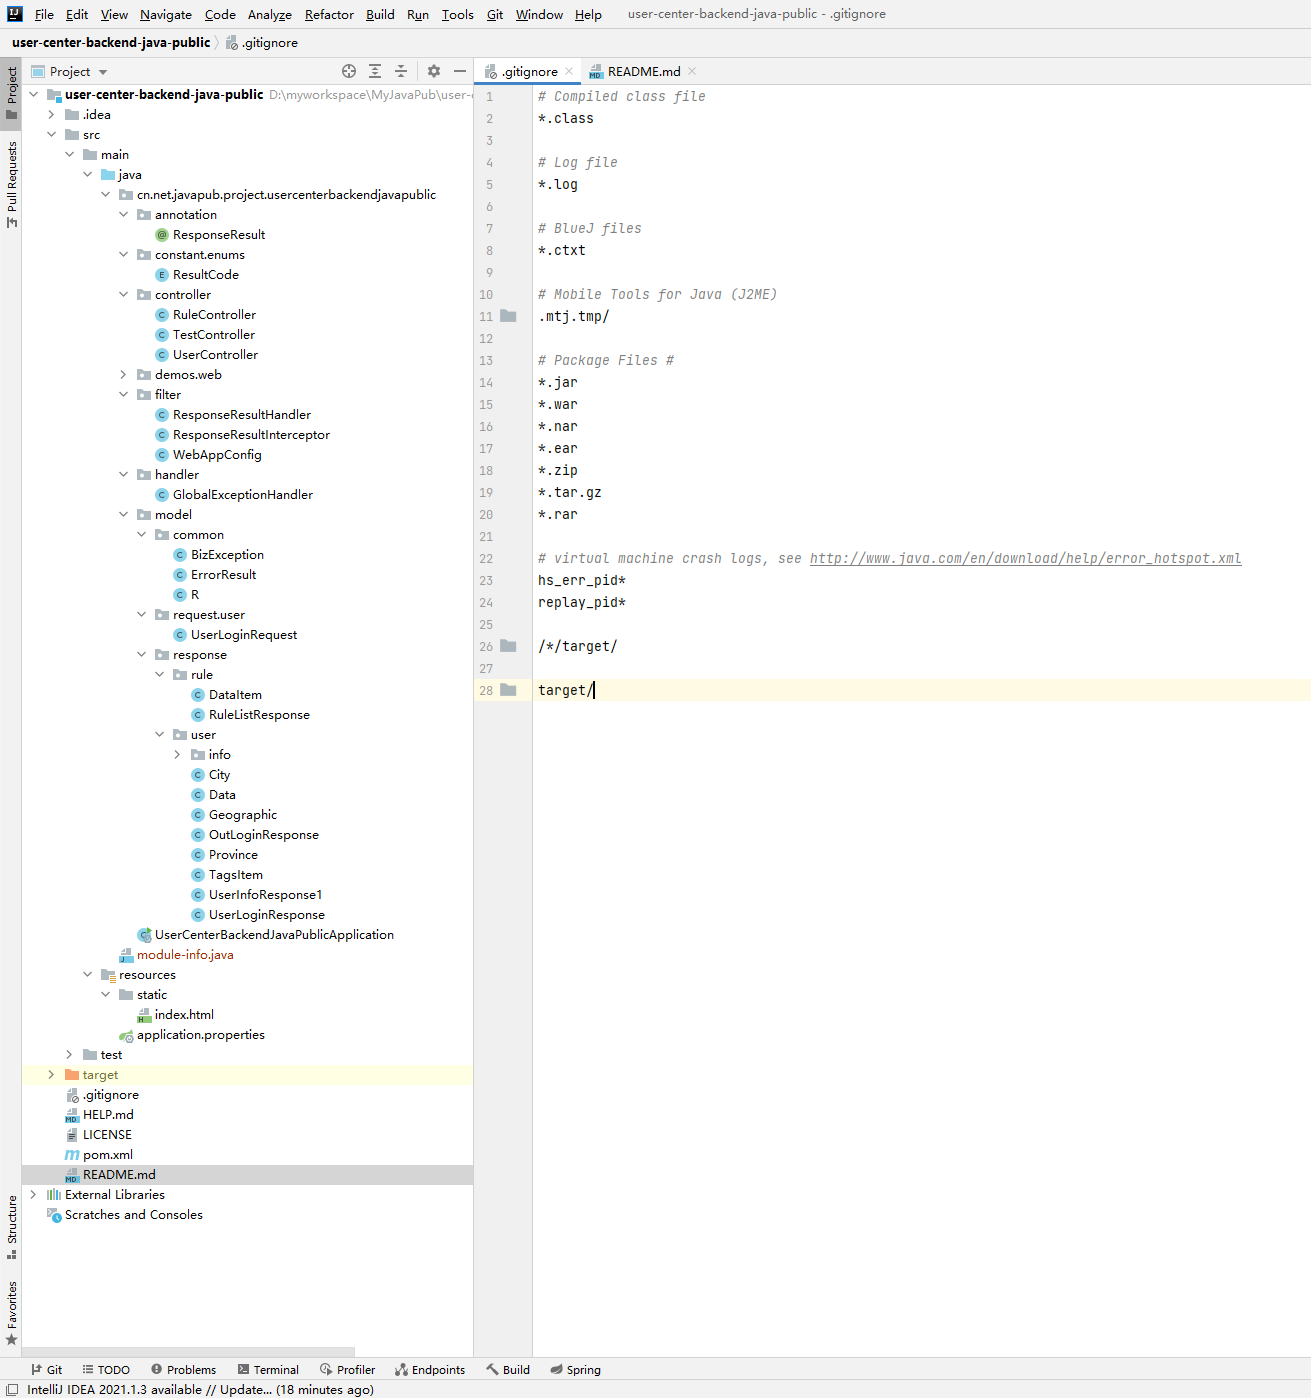 File Edit View Navigate Code Analyze Refactor Build Run Tools Git Window Help user-center-backend-java-public - .gitignore
user-center-backend-java-public .gitignore
Project
Pull Requests
Structure
Favorites
Project
user-center-backend-java-public D:\myworkspace\MyJavaPub\user-
.idea
src
main
java
cn.net.javapub.project.usercenterbackendjavapublic
annotation
ResponseResult
constant.enums
ResultCode
controller
RuleController
TestController
UserController
demos.web
filter
ResponseResultHandler
ResponseResultInterceptor
WebAppConfig
handler
GlobalExceptionHandler
model
common
BizException
ErrorResult
R
request.user
UserLoginRequest
response
rule
DataItem
RuleListResponse
user
info
City
Data
Geographic
OutLoginResponse
Province
TagsItem
UserInfoResponse1
UserLoginResponse
UserCenterBackendJavaPublicApplication
module-info.java
resources
static
index.html
application.properties
test
target
.gitignore
HELP.md
LICENSE
pom.xml
README.md
External Libraries
Scratches and Consoles
.gitignore README.md
1 # Compiled class file
2 *.class
3
4 # Log file
5 *.log
6
7 # BlueJ files
8 *.ctxt
9
10 # Mobile Tools for Java (J2ME)
11 .mtj.tmp/
12
13 # Package Files #
14 *.jar
15 *.war
16 *.nar
17 *.ear
18 *.zip
19 *.tar.gz
20 *.rar
21
22 # virtual machine crash logs, see http://www.java.com/en/download/help/error_hotspot.xml
23 hs_err_pid*
24 replay_pid*
25
26 /*/target/
27
28 target/
Git TODO Problems Terminal Profiler Endpoints Build Spring
IntelliJ IDEA 2021.1.3 available // Update... (18 minutes ago)